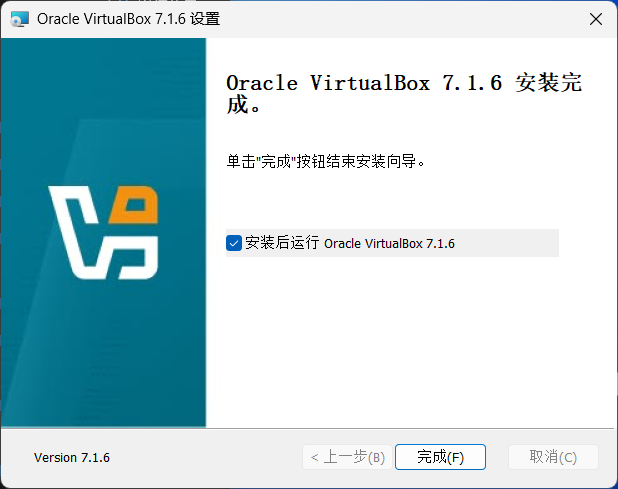 Oracle VirtualBox 7.1.6 设置
Oracle VirtualBox 7.1.6 安装完
成。
单击"完成"按钮结束安装向导。
安装后运行 Oracle VirtualBox 7.1.6
Version 7.1.6
< 上一步(B)
完成(F)
取消(C)